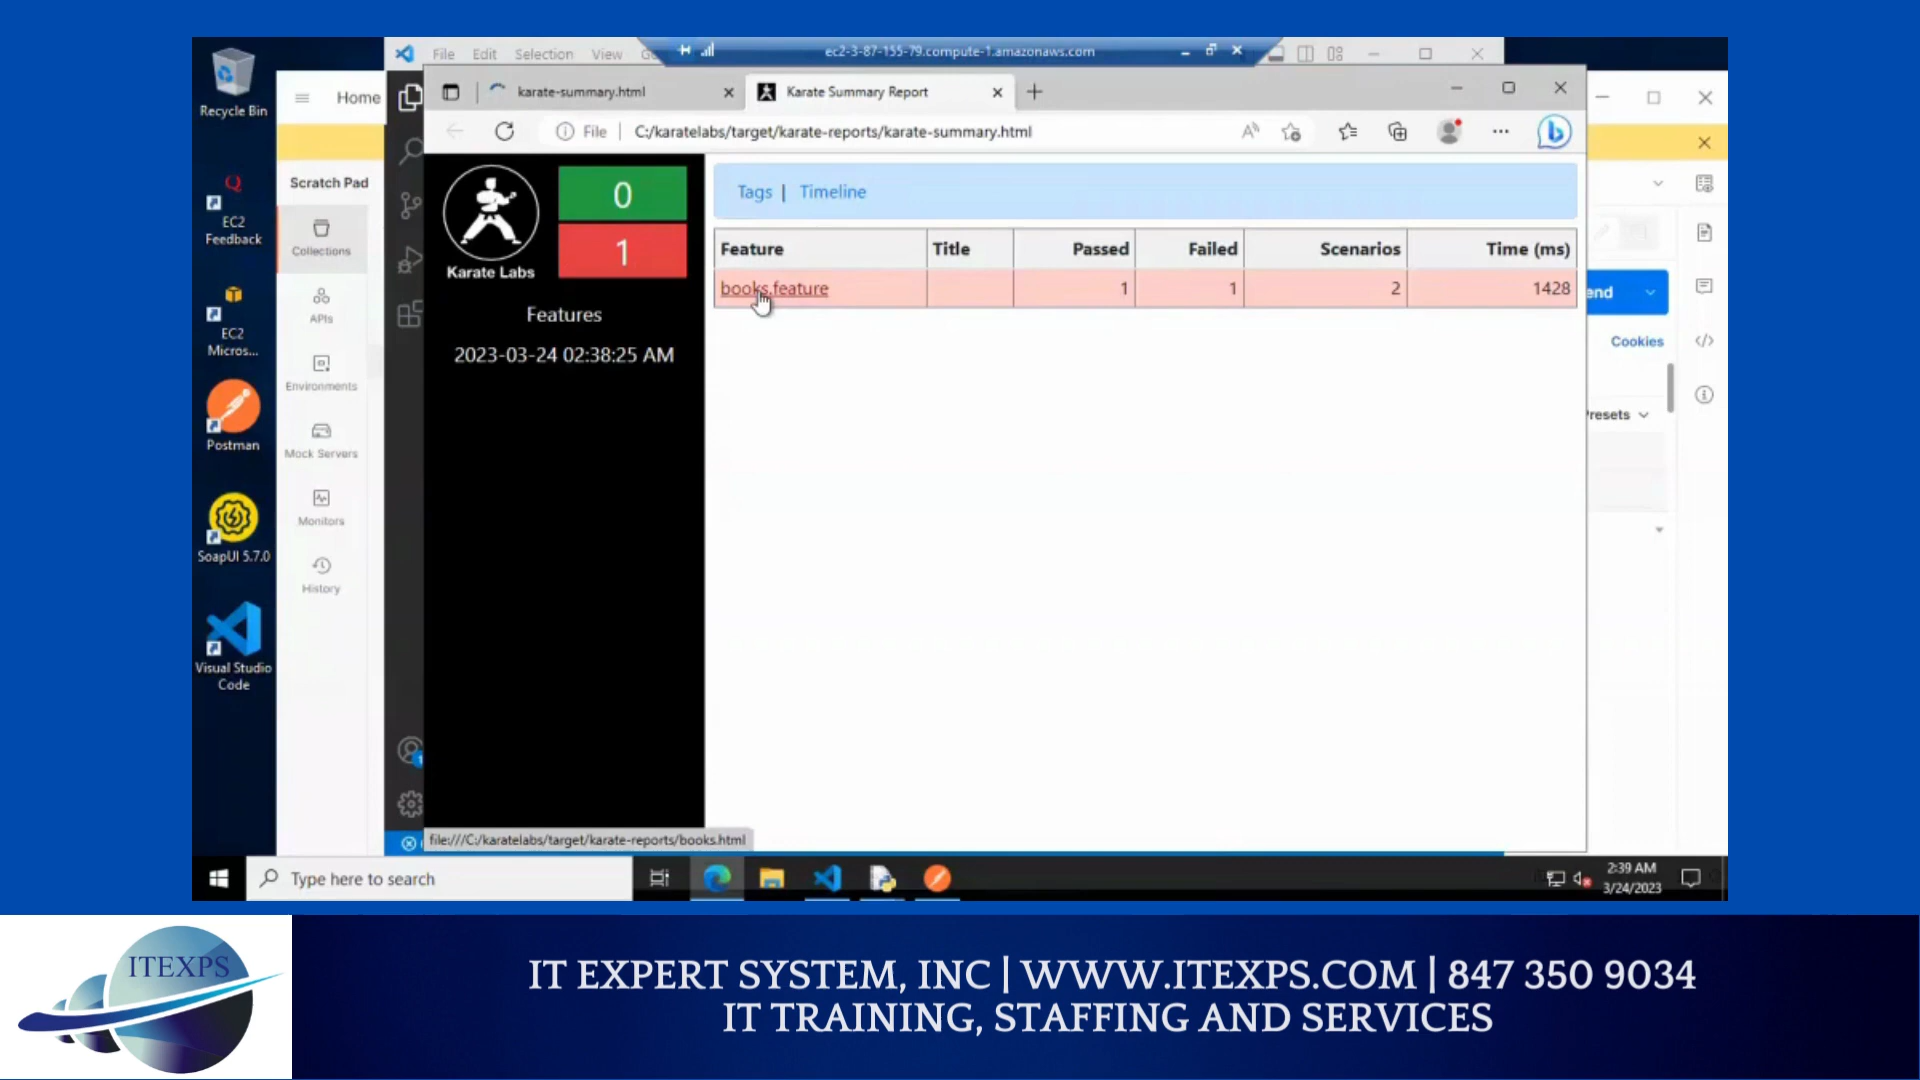 Recycle Bin
EC2
Feedback
EC2
Micros...
Postman
SoapUI 5.7.0
Visual Studio
Code
Home
Scratch Pad
Collections
APIs
Environments
Mock Servers
Monitors
History
File Edit Selection View
ec2-3-87-155-79.compute-1.amazonaws.com
karate-summary.html
Karate Summary Report
File C:/karatelabs/target/karate-reports/karate-summary.html
0
1
Karate Labs
Features
2023-03-24 02:38:25 AM
Tags | Timeline
Feature Title Passed Failed Scenarios Time (ms)
books.feature 1 1 2 1428
end
Cookies
resets
file:///C:/karatelabs/target/karate-reports/books.html
Type here to search
2:39 AM
3/24/2023
ITEXPS
IT EXPERT SYSTEM, INC | WWW.ITEXPS.COM | 847 350 9034
IT TRAINING, STAFFING AND SERVICES